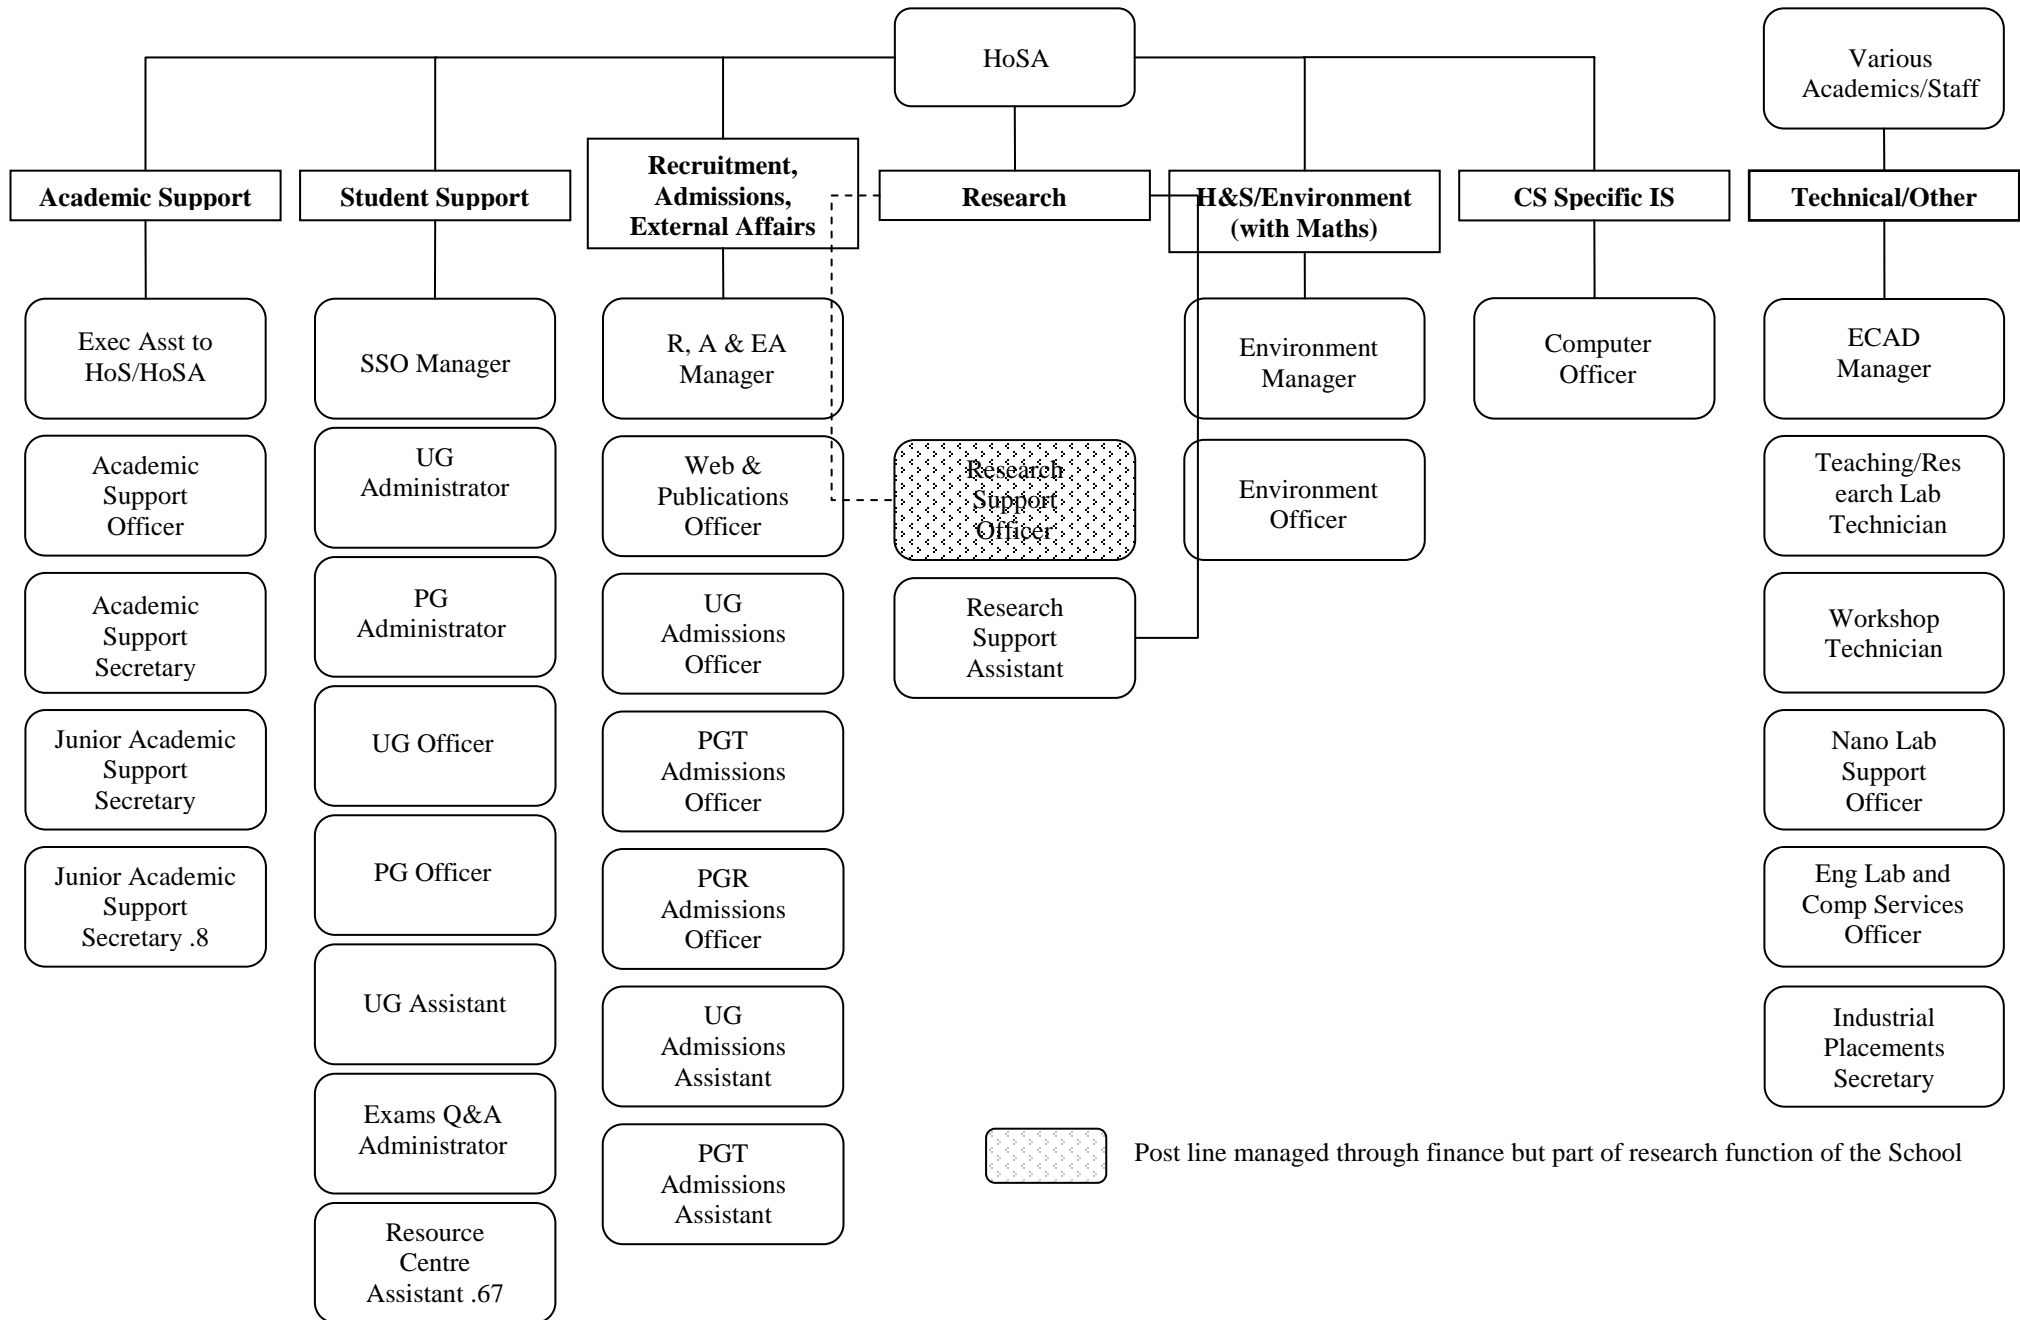 HoSA
Various
Academics/Staff
Academic Support
Student Support
Recruitment,
Admissions,
External Affairs
Research
H&S/Environment
(with Maths)
CS Specific IS
Technical/Other
Exec Asst to
HoS/HoSA
Academic
Support
Officer
Academic
Support
Secretary
Junior Academic
Support
Secretary
Junior Academic
Support
Secretary .8
SSO Manager
UG
Administrator
PG
Administrator
UG Officer
PG Officer
UG Assistant
Exams Q&A
Administrator
Resource
Centre
Assistant .67
R, A & EA
Manager
Web &
Publications
Officer
UG
Admissions
Officer
PGT
Admissions
Officer
PGR
Admissions
Officer
UG
Admissions
Assistant
PGT
Admissions
Assistant
Research
Support
Officer
Research
Support
Assistant
Environment
Manager
Environment
Officer
Computer
Officer
ECAD
Manager
Teaching/Res
earch Lab
Technician
Workshop
Technician
Nano Lab
Support
Officer
Eng Lab and
Comp Services
Officer
Industrial
Placements
Secretary
Post line managed through finance but part of research function of the School